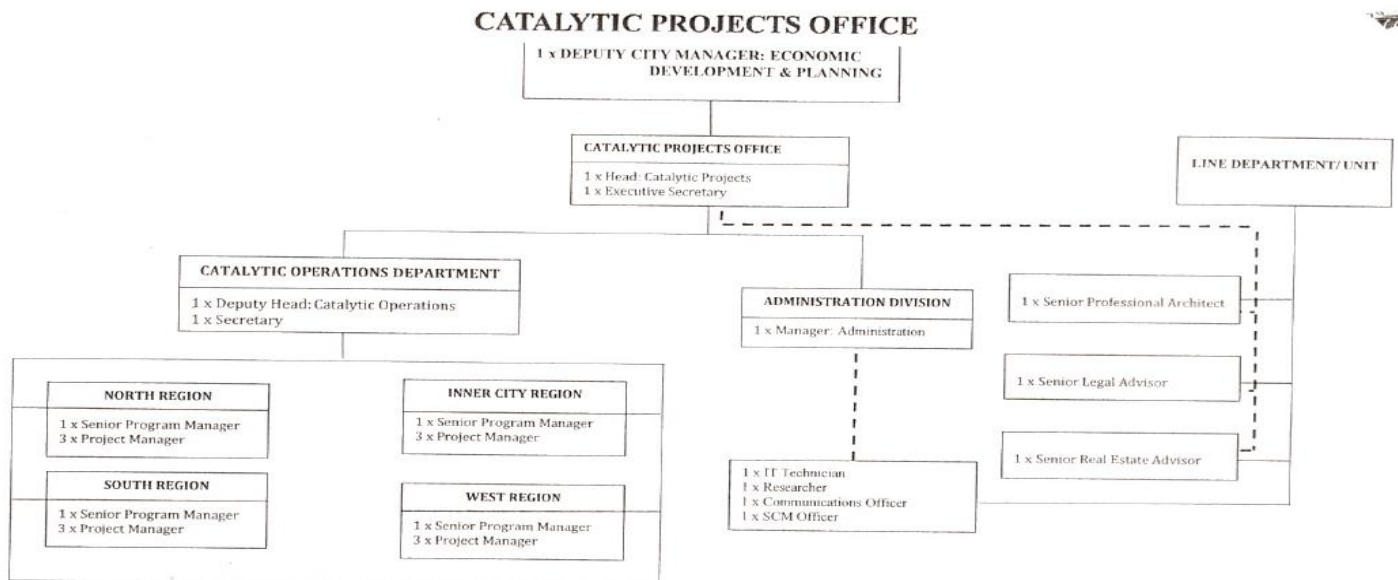 CATALYTIC PROJECTS OFFICE
1 x DEPUTY CITY MANAGER: ECONOMIC
DEVELOPMENT & PLANNING
CATALYTIC PROJECTS OFFICE
1 x Head: Catalytic Projects
1 x Executive Secretary
LINE DEPARTMENT/ UNIT
CATALYTIC OPERATIONS DEPARTMENT
1 x Deputy Head: Catalytic Operations
1 x Secretary
ADMINISTRATION DIVISION
1 x Manager: Administration
1 x Senior Professional Architect
1 x Senior Legal Advisor
1 x Senior Real Estate Advisor
NORTH REGION
1 x Senior Program Manager
3 x Project Manager
INNER CITY REGION
1 x Senior Program Manager
3 x Project Manager
SOUTH REGION
1 x Senior Program Manager
3 x Project Manager
WEST REGION
1 x Senior Program Manager
3 x Project Manager
1 x IT Technician
1 x Researcher
1 x Communications Officer
1 x SCM Officer